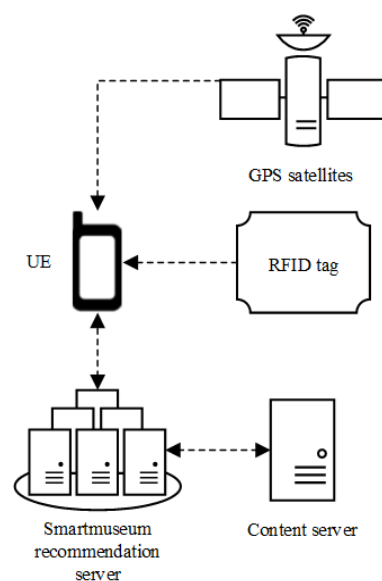 GPS satellites
UE
RFID tag
Smartmuseum
recommendation
server
Content server